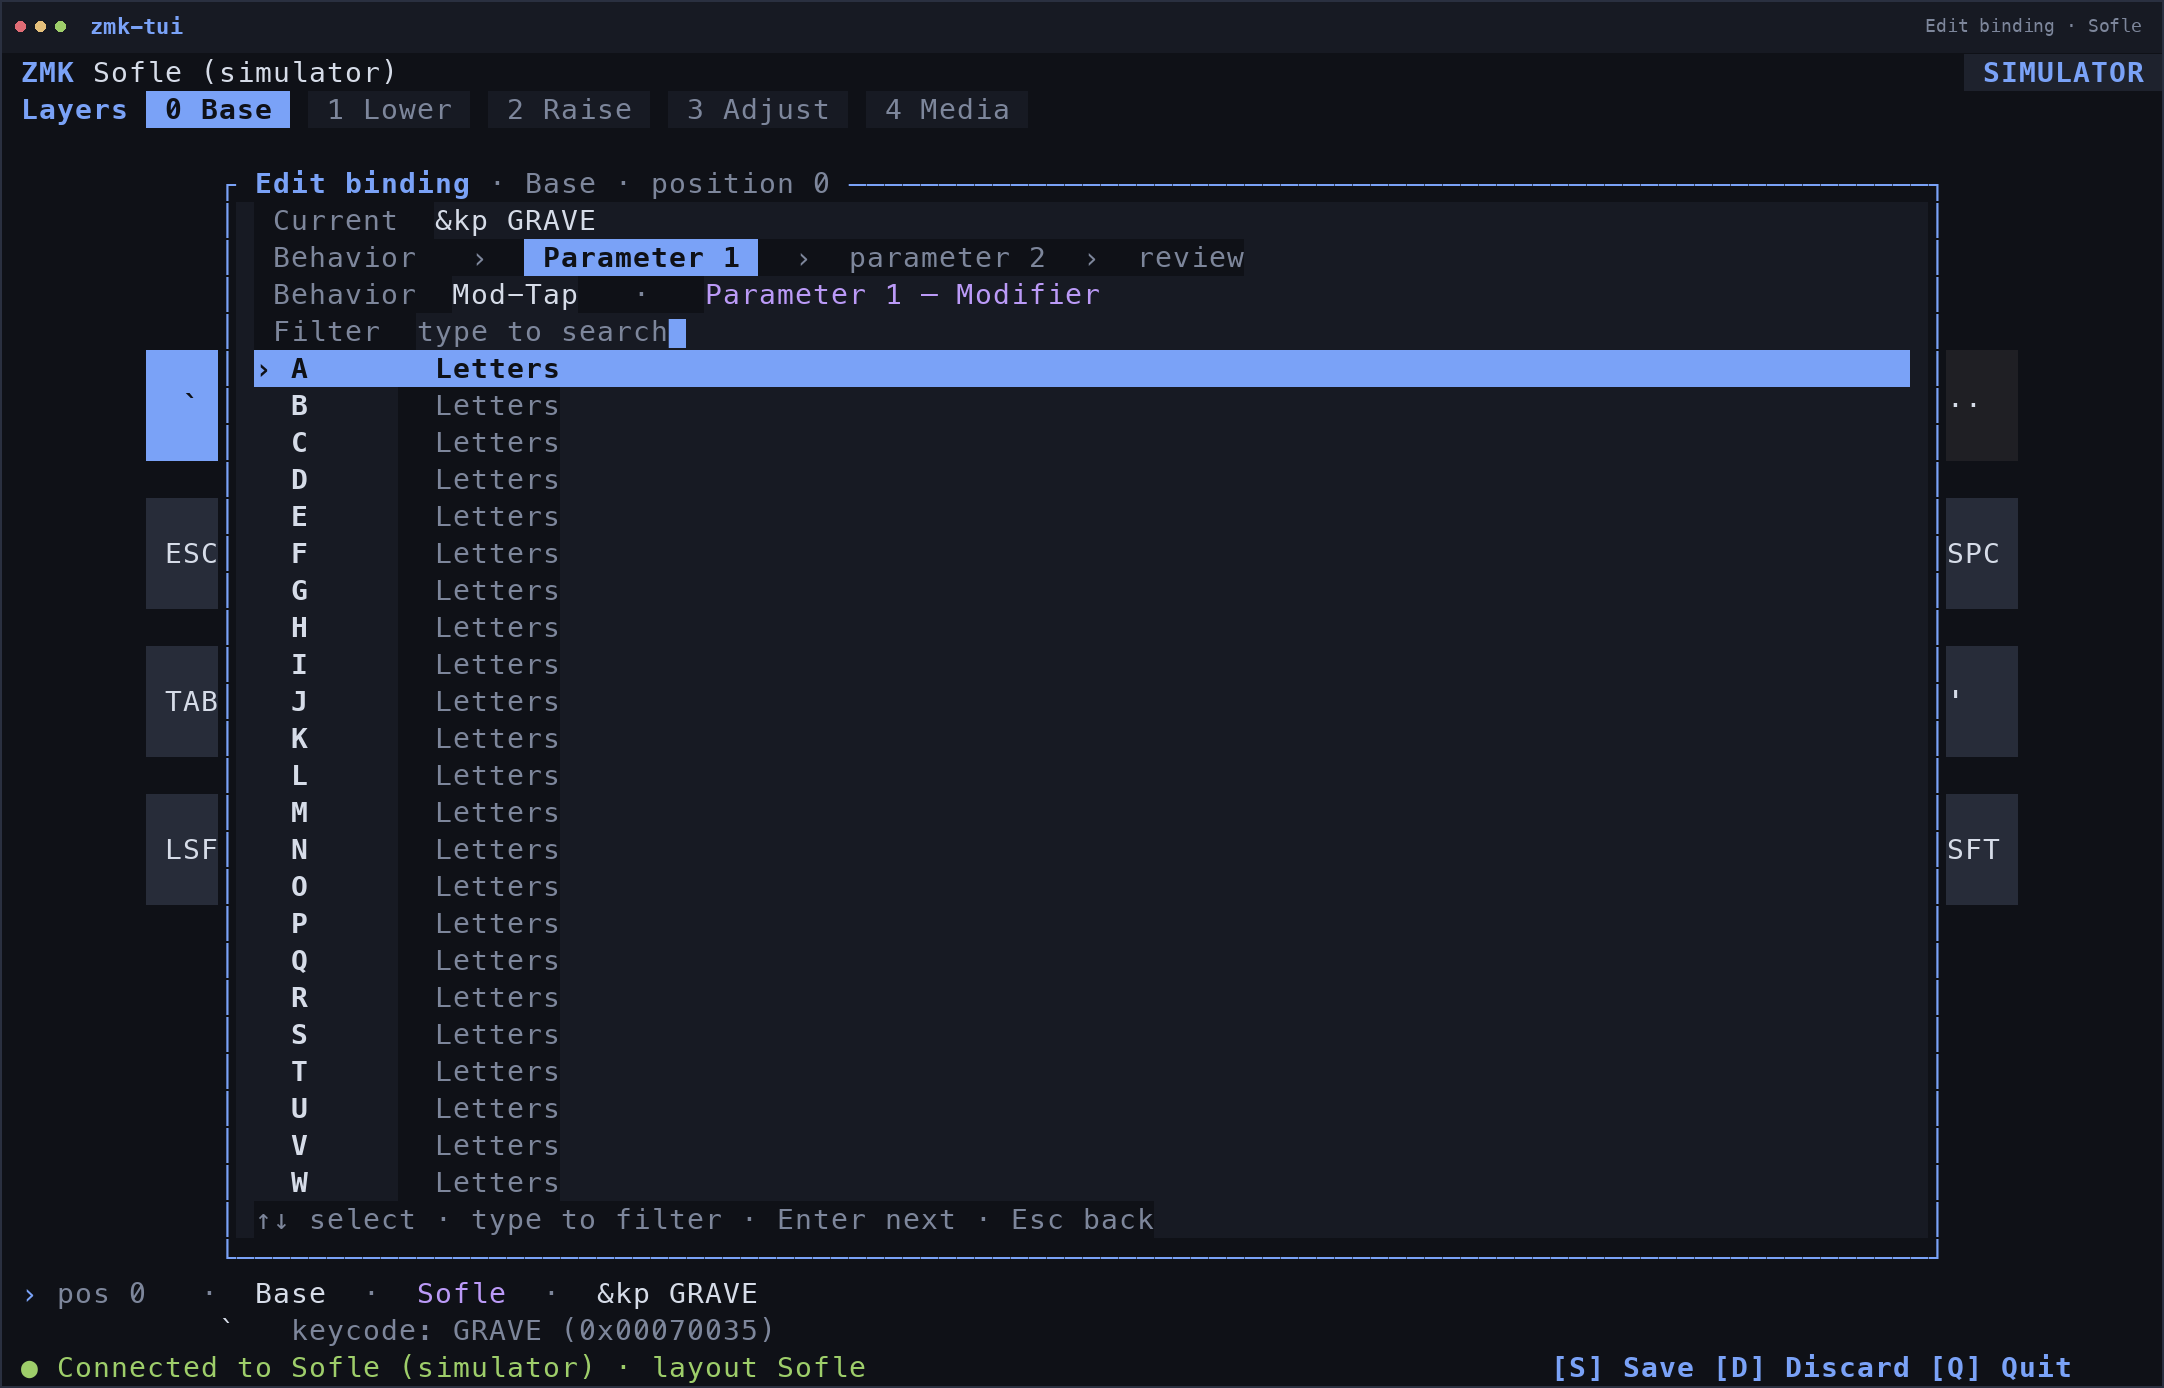 zmk-tui Edit binding · Sofle
ZMK Sofle (simulator) SIMULATOR
Layers 0 Base 1 Lower 2 Raise 3 Adjust 4 Media
Edit binding · Base · position 0
Current &kp GRAVE
Behavior › Parameter 1 › parameter 2 › review
Behavior Mod-Tap · Parameter 1 — Modifier
Filter type to search
› A Letters
` B Letters ..
C Letters
D Letters
E Letters
ESC F Letters SPC
G Letters
H Letters
I Letters
TAB J Letters '
K Letters
L Letters
M Letters
LSF N Letters SFT
O Letters
P Letters
Q Letters
R Letters
S Letters
T Letters
U Letters
V Letters
W Letters
↑↓ select · type to filter · Enter next · Esc back
› pos 0 · Base · Sofle · &kp GRAVE
` keycode: GRAVE (0x00070035)
● Connected to Sofle (simulator) · layout Sofle [S] Save [D] Discard [Q] Quit